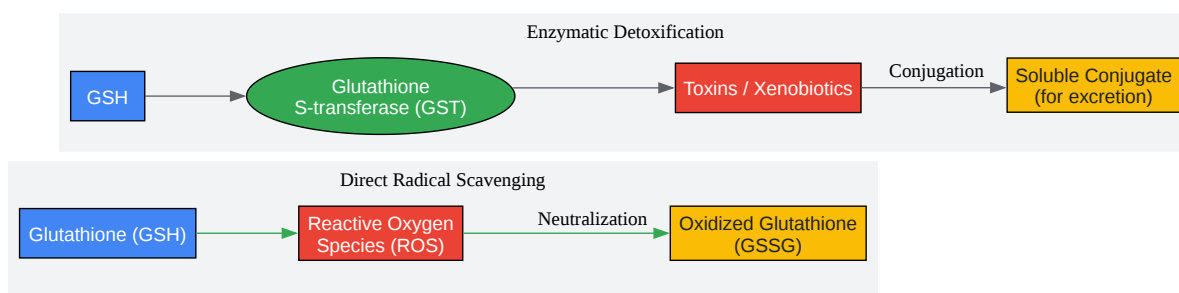 Enzymatic Detoxification
GSH
Glutathione
S-transferase (GST)
Toxins / Xenobiotics
Conjugation
Soluble Conjugate
(for excretion)
Direct Radical Scavenging
Glutathione (GSH)
Reactive Oxygen
Species (ROS)
Neutralization
Oxidized Glutathione
(GSSG)